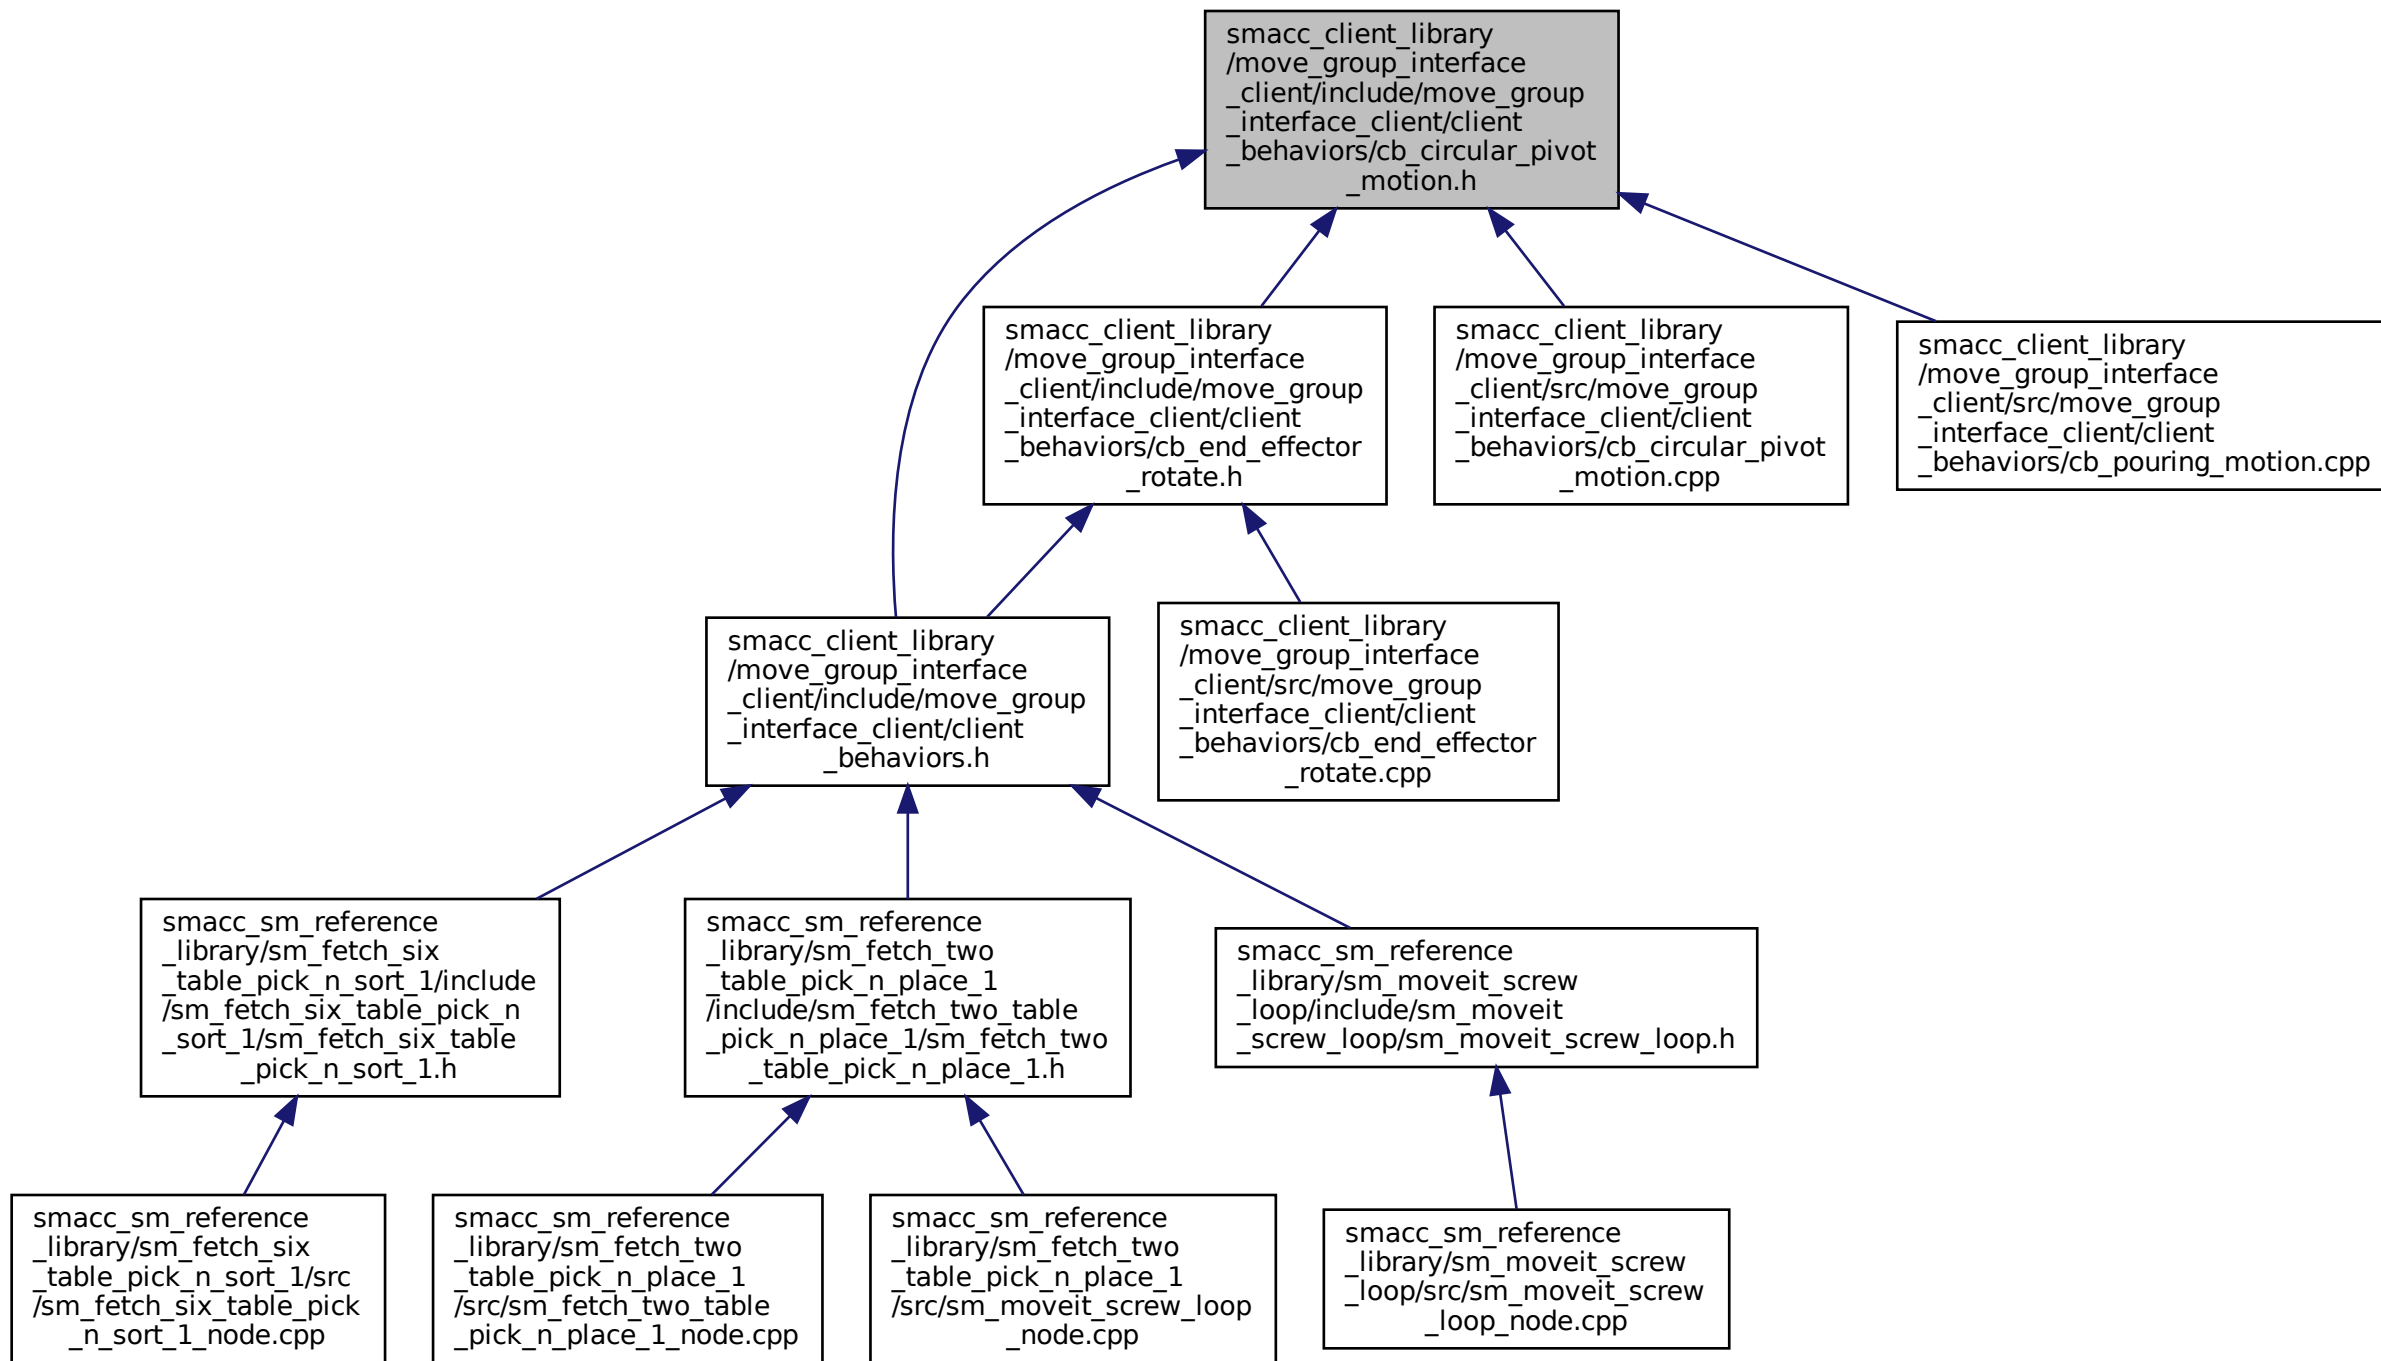 smacc_client_library
/move_group_interface
_client/include/move_group
_interface_client/client
_behaviors/cb_circular_pivot
_motion.h
smacc_client_library
/move_group_interface
_client/include/move_group
_interface_client/client
_behaviors/cb_end_effector
_rotate.h
smacc_client_library
/move_group_interface
_client/src/move_group
_interface_client/client
_behaviors/cb_circular_pivot
_motion.cpp
smacc_client_library
/move_group_interface
_client/src/move_group
_interface_client/client
_behaviors/cb_pouring_motion.cpp
smacc_client_library
/move_group_interface
_client/include/move_group
_interface_client/client
_behaviors.h
smacc_client_library
/move_group_interface
_client/src/move_group
_interface_client/client
_behaviors/cb_end_effector
_rotate.cpp
smacc_sm_reference
_library/sm_fetch_six
_table_pick_n_sort_1/include
/sm_fetch_six_table_pick_n
_sort_1/sm_fetch_six_table
_pick_n_sort_1.h
smacc_sm_reference
_library/sm_fetch_two
_table_pick_n_place_1
/include/sm_fetch_two_table
_pick_n_place_1/sm_fetch_two
_table_pick_n_place_1.h
smacc_sm_reference
_library/sm_moveit_screw
_loop/include/sm_moveit
_screw_loop/sm_moveit_screw_loop.h
smacc_sm_reference
_library/sm_fetch_six
_table_pick_n_sort_1/src
/sm_fetch_six_table_pick
_n_sort_1_node.cpp
smacc_sm_reference
_library/sm_fetch_two
_table_pick_n_place_1
/src/sm_fetch_two_table
_pick_n_place_1_node.cpp
smacc_sm_reference
_library/sm_fetch_two
_table_pick_n_place_1
/src/sm_moveit_screw_loop
_node.cpp
smacc_sm_reference
_library/sm_moveit_screw
_loop/src/sm_moveit_screw
_loop_node.cpp